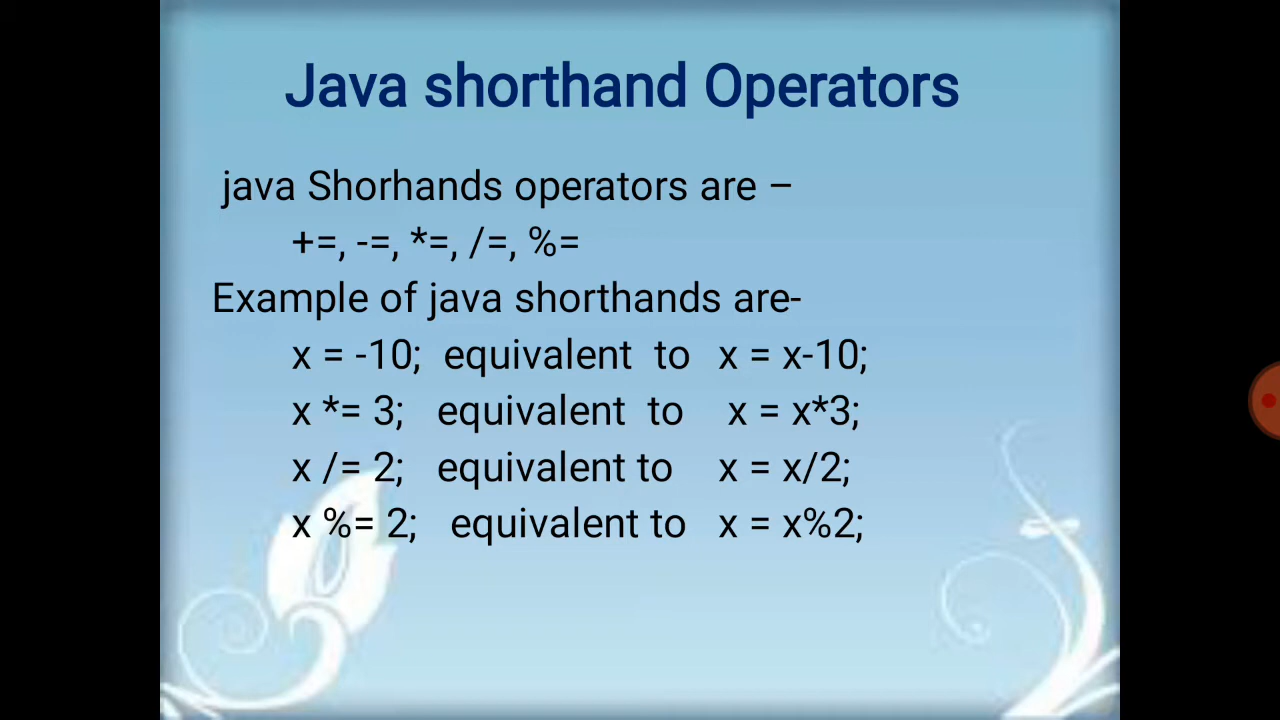 Java shorthand Operators
java Shorhands operators are –
+=, -=, *=, /=, %=
Example of java shorthands are-
x = -10; equivalent to x = x-10;
x *= 3; equivalent to x = x*3;
x /= 2; equivalent to x = x/2;
x %= 2; equivalent to x = x%2;